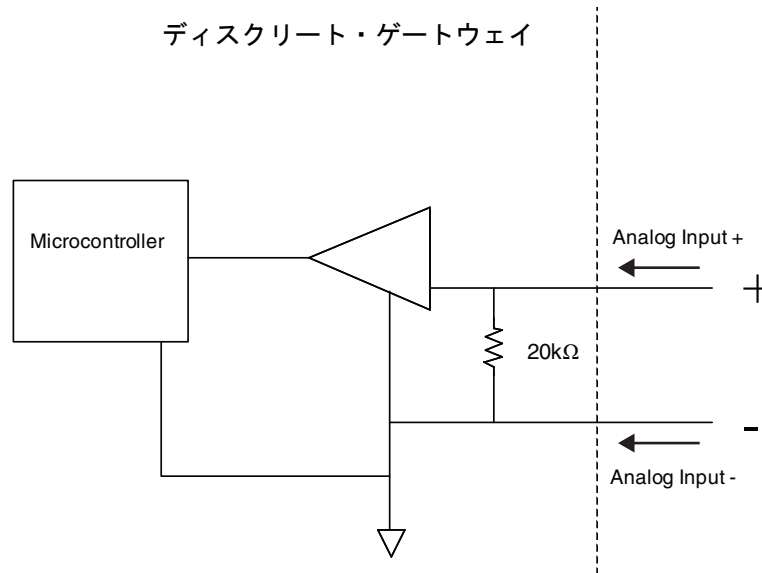 ディスクリート・ゲートウェイ
Microcontroller
Analog Input +
+
20kΩ
-
Analog Input -